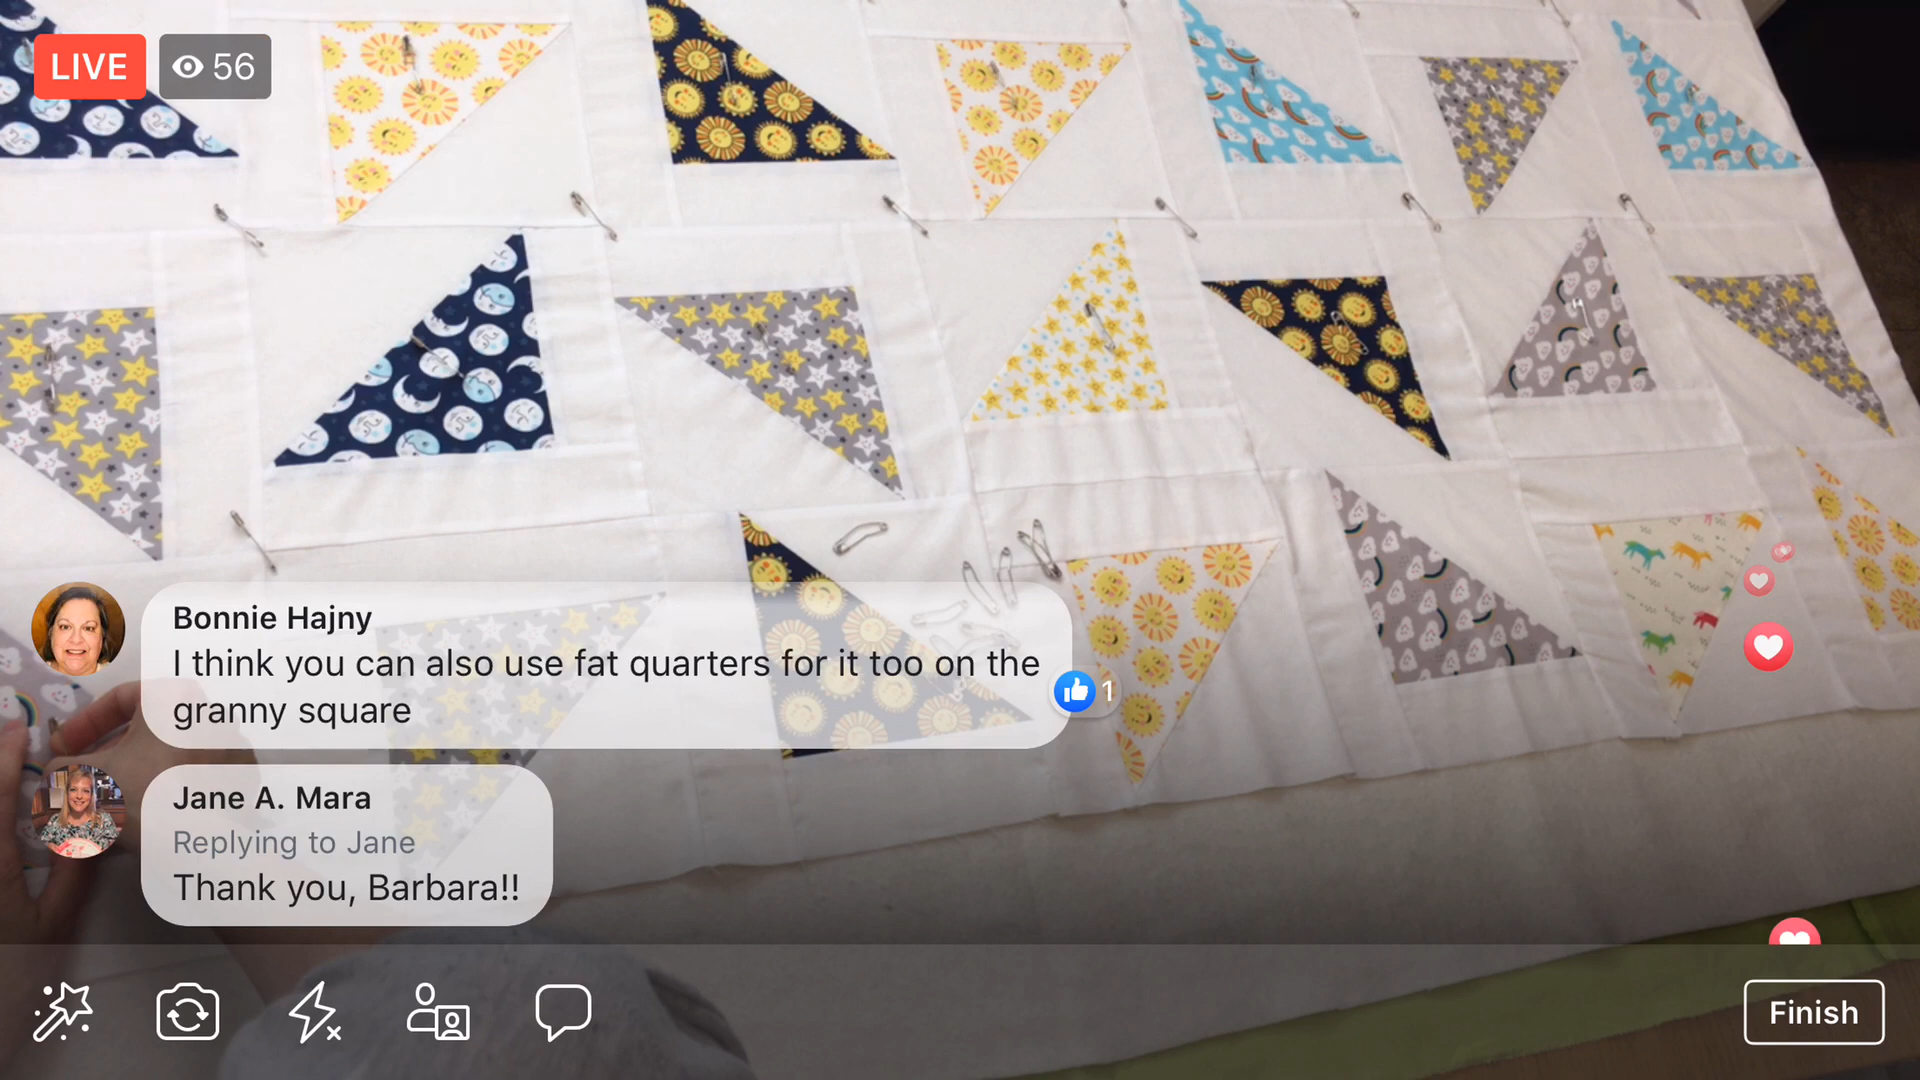 LIVE 56
Bonnie Hajny
I think you can also use fat quarters for it too on the
granny square
1
Jane A. Mara
Replying to Jane
Thank you, Barbara!!
Finish